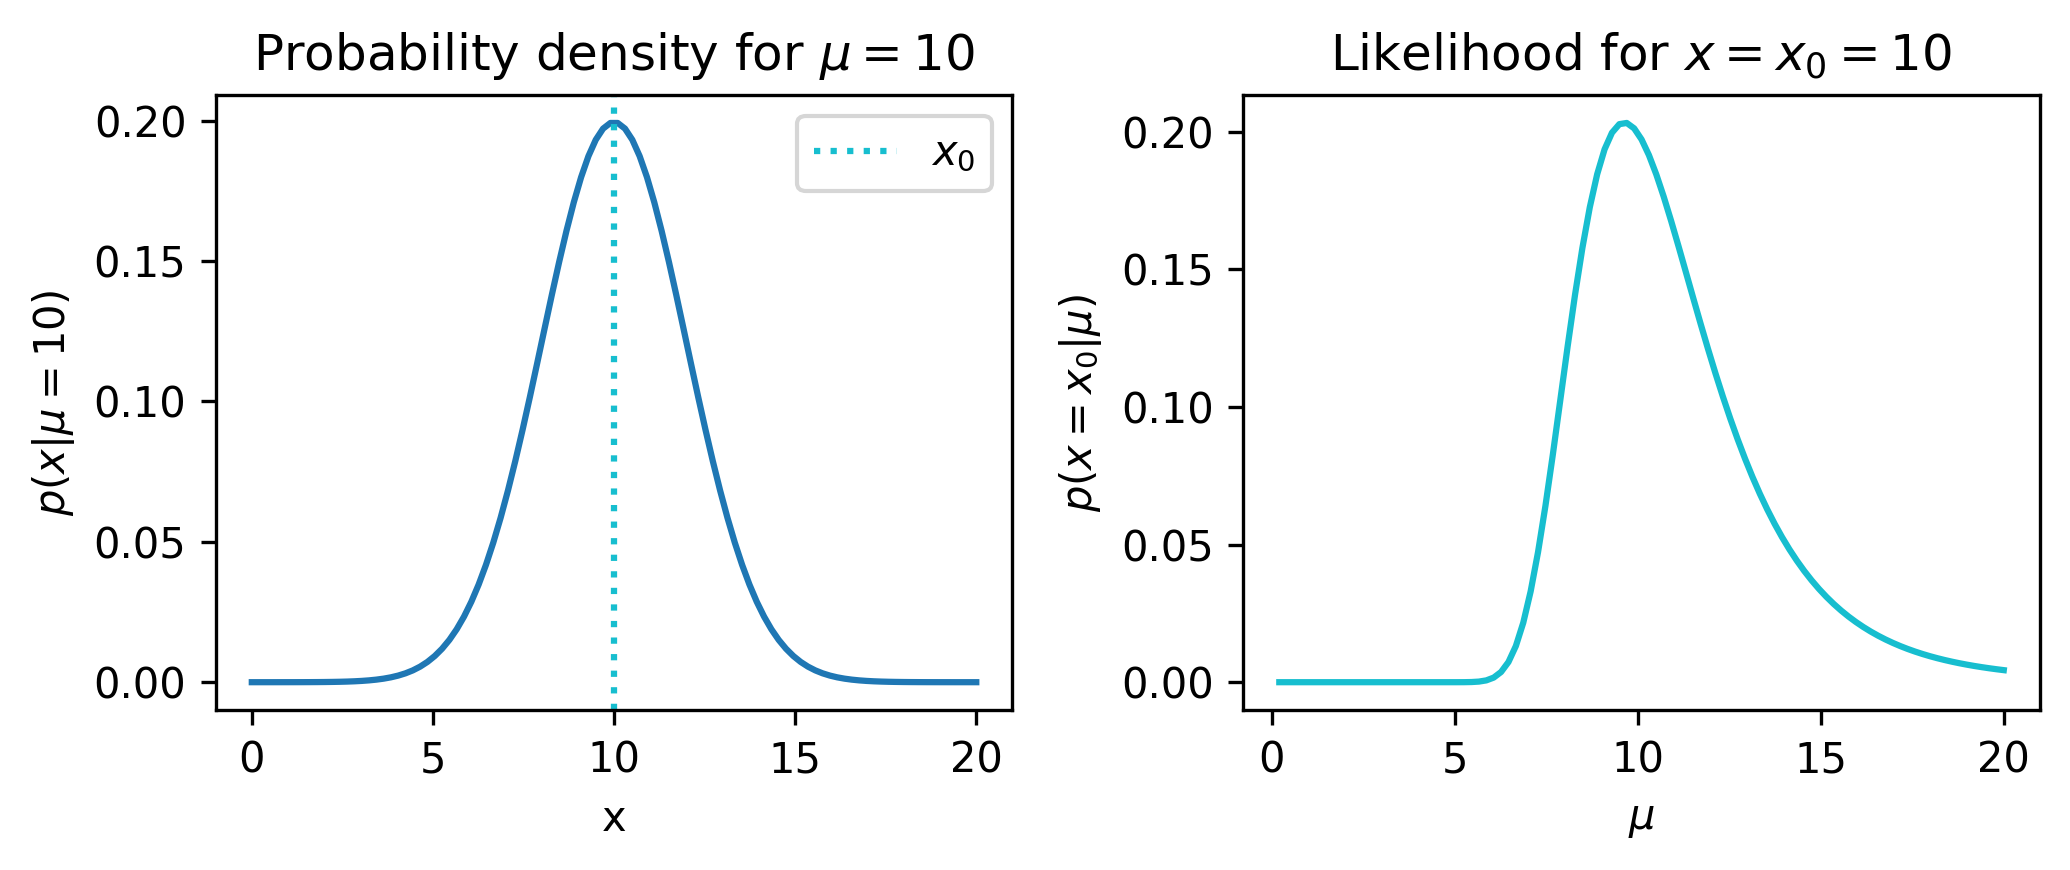 Probability density for μ = 10
p(x|μ = 10)
0.20
0.15
0.10
0.05
0.00
x₀
0 5 10 15 20
x
Likelihood for x = x₀ = 10
p(x = x₀|μ)
0.20
0.15
0.10
0.05
0.00
0 5 10 15 20
μ